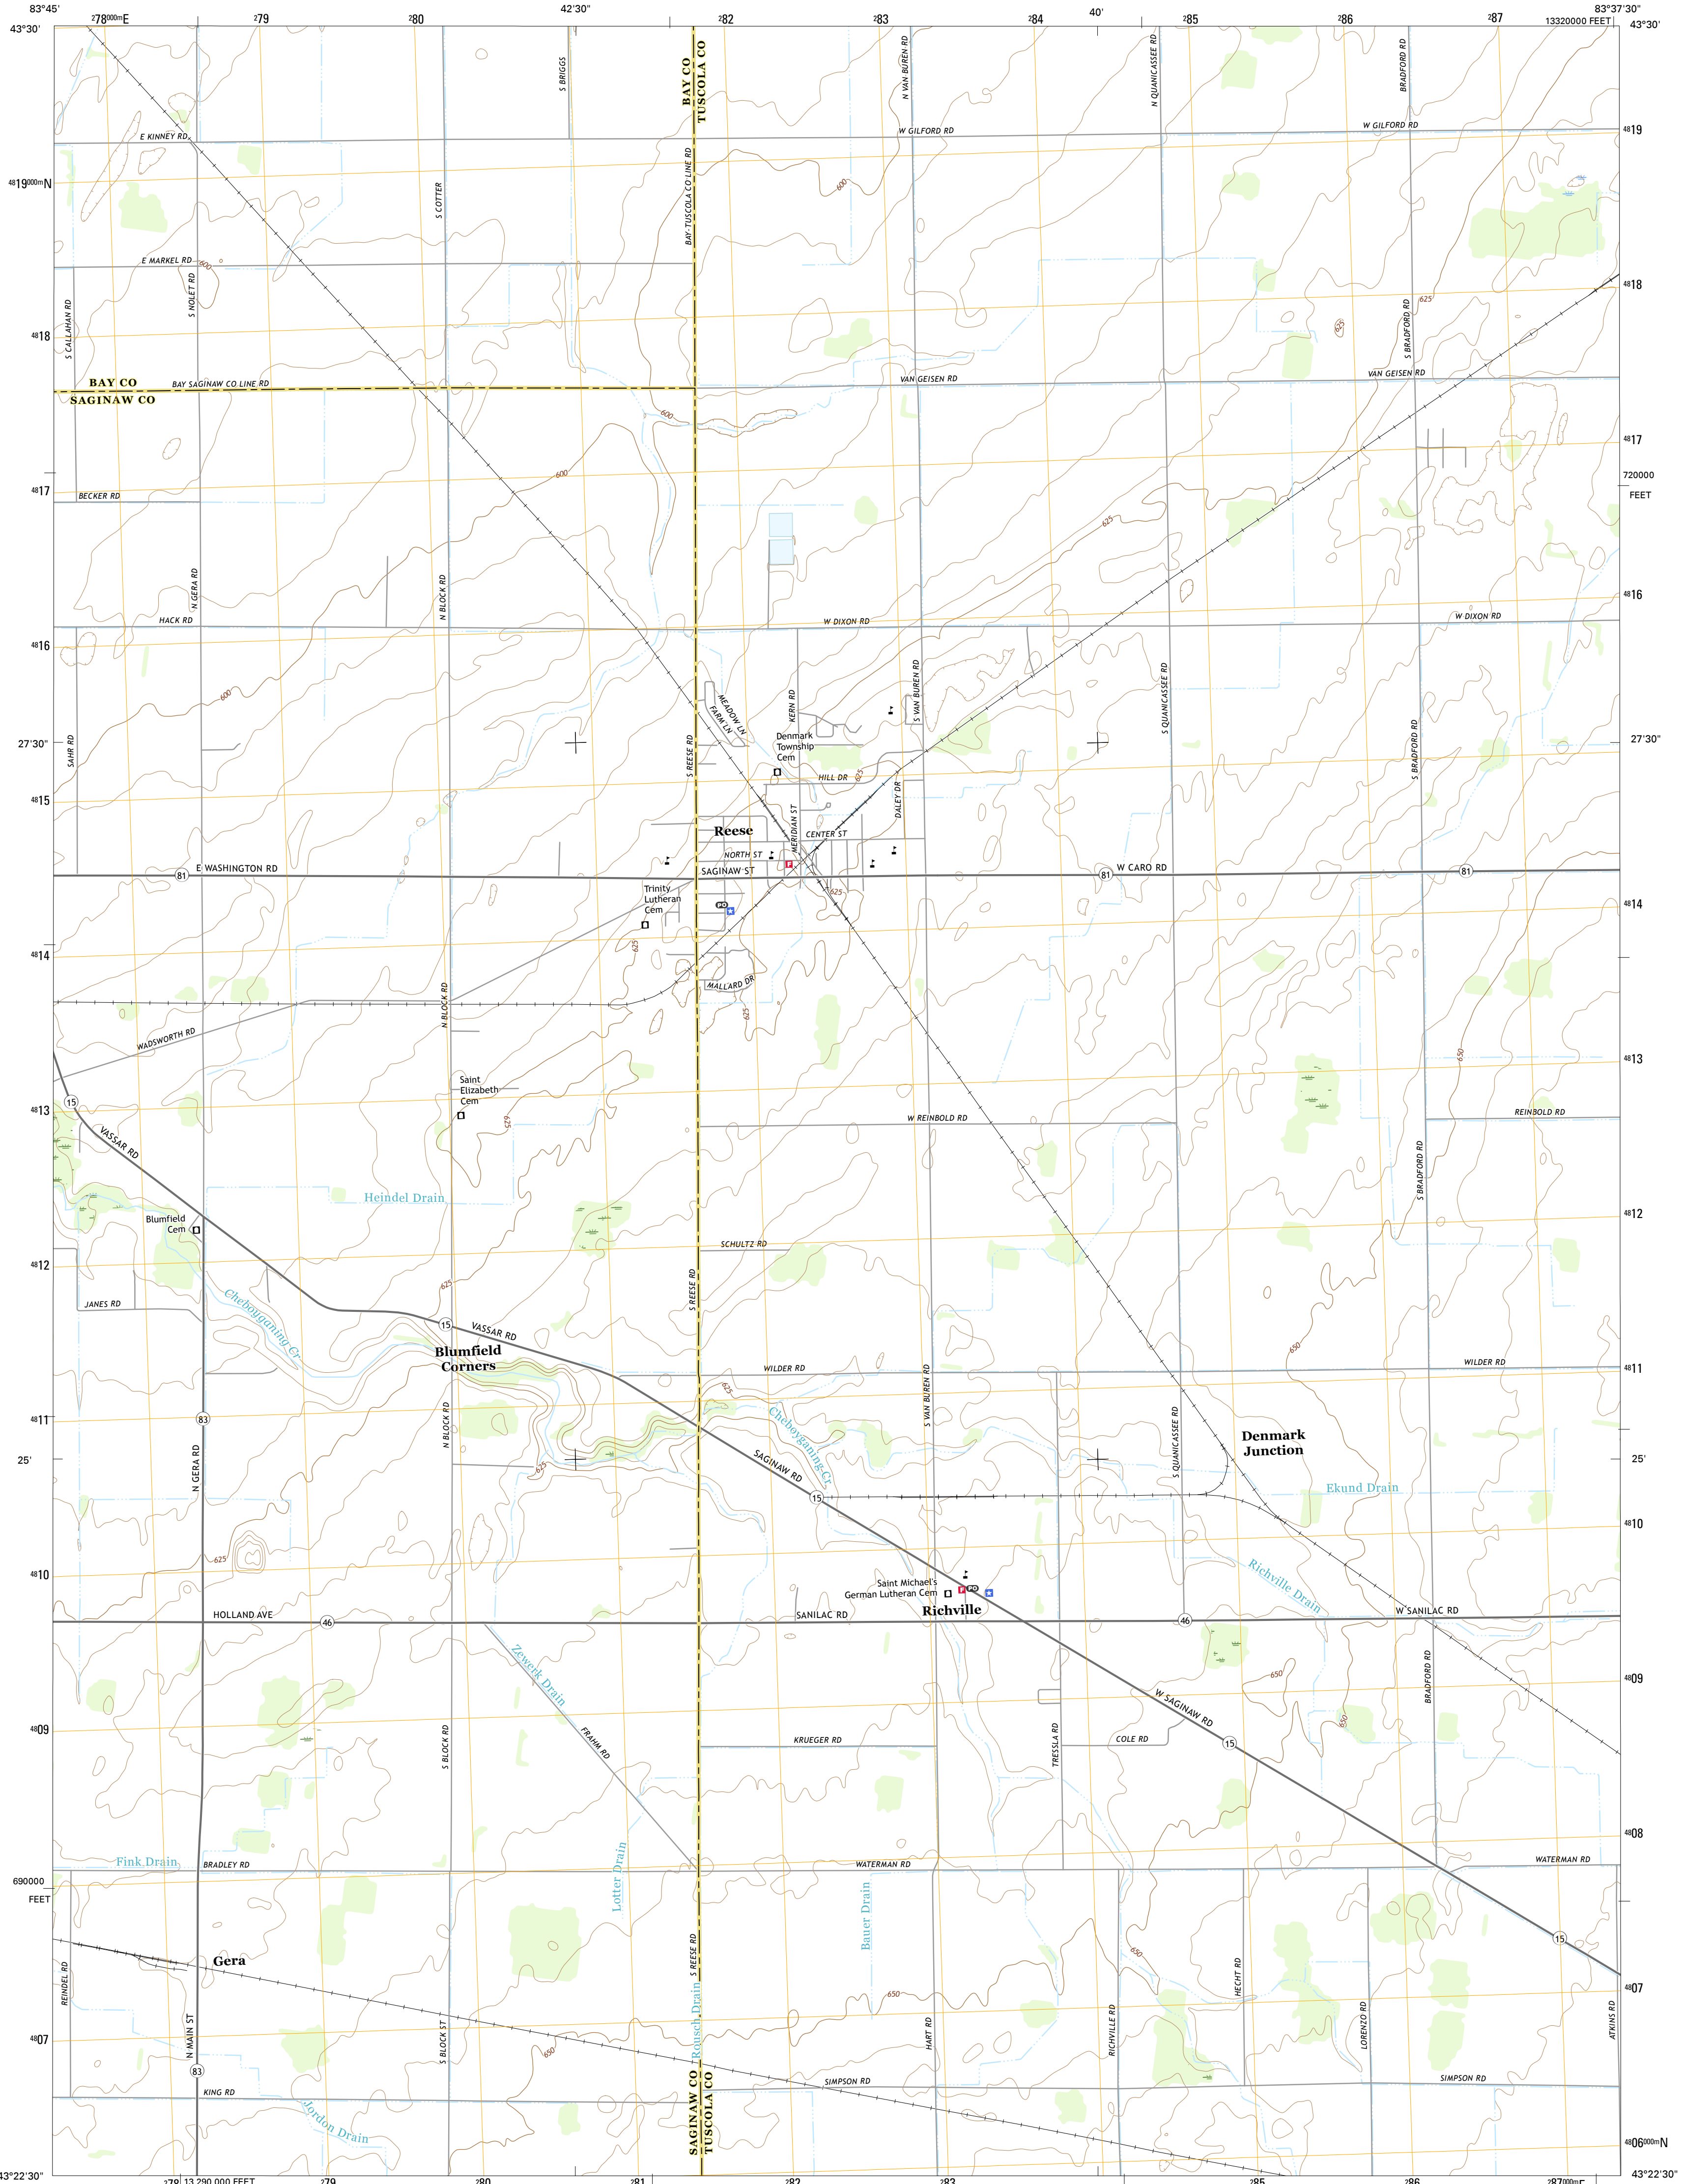 83°45'
278000mE
279
280
42'30"
282
283
284
40'
285
286
287
83°37'30"
43°30'
13320000 FEET
43°30'
S BRIGGS
BAY CO
TUSCOLA CO
N VAN BUREN RD
N QUANICASSEE RD
BRADFORD RD
E KINNEY RD
W GILFORD RD
W GILFORD RD
4819
4819000mN
S COTTER
BAY-TUSCOLA CO LINE RD
600
E MARKEL RD
600
S NOLET RD
4818
625
625
S CALLAHAN RD
S BRADFORD RD
4818
BAY CO
BAY SAGINAW CO LINE RD
SAGINAW CO
VAN GEISEN RD
VAN GEISEN RD
600
4817
600
720000
FEET
4817
BECKER RD
625
N GERA RD
N BLOCK RD
4816
HACK RD
W DIXON RD
W DIXON RD
4816
600
MEADOW LN
FARM LN
KERN RD
S VAN BUREN RD
S QUANICASSEE RD
27'30"
SAHR RD
S REESE RD
Denmark
Township
Cem
S BRADFORD RD
27'30"
HILL DR
625
4815
DALEY DR
4815
Reese
MERIDIAN ST
CENTER ST
NORTH ST
F
E WASHINGTON RD
SAGINAW ST
W CARO RD
81
81
81
Trinity
Lutheran
Cem
625
PO
4814
625
4814
MALLARD DR
N BLOCK RD
625
WADSWORTH RD
650
4813
Saint
Elizabeth
Cem
15
4813
625
W REINBOLD RD
REINBOLD RD
VASSAR RD
S BRADFORD RD
Heindel Drain
Blumfield
Cem
4812
SCHULTZ RD
4812
625
S REESE RD
Cheboyganing Cr
JANES RD
15
VASSAR RD
650
Blumfield
Corners
WILDER RD
WILDER RD
4811
625
S VAN BUREN RD
83
4811
N BLOCK RD
Cheboyganing Cr
S QUANICASSEE RD
Denmark
Junction
25'
N GERA RD
625
SAGINAW RD
25'
15
Ekund Drain
4810
625
4810
Richville Drain
Saint Michael's
German Lutheran Cem
F
PO
Richville
HOLLAND AVE
46
SANILAC RD
46
W SANILAC RD
Zewerk Drain
650
4809
BRADFORD RD
W SAGINAW RD
650
4809
S BLOCK RD
FRAHM RD
KRUEGER RD
TRESSLA RD
COLE RD
15
4808
Fink Drain
BRADLEY RD
Lotter Drain
WATERMAN RD
WATERMAN RD
690000
FEET
Bauer Drain
15
650
Gera
REINDEL RD
S REESE RD
HECHT RD
4807
650
N MAIN ST
S BLOCK ST
Rousch Drain
HART RD
RICHVILLE RD
LORENZO RD
ATKINS RD
4807
650
83
KING RD
SIMPSON RD
SIMPSON RD
Jordon Drain
SAGINAW CO
TUSCOLA CO
4806000mN
43°22'30"
278
13 290 000 FEET
279
280
281
282
283
285
286
287000mE
43°22'30"